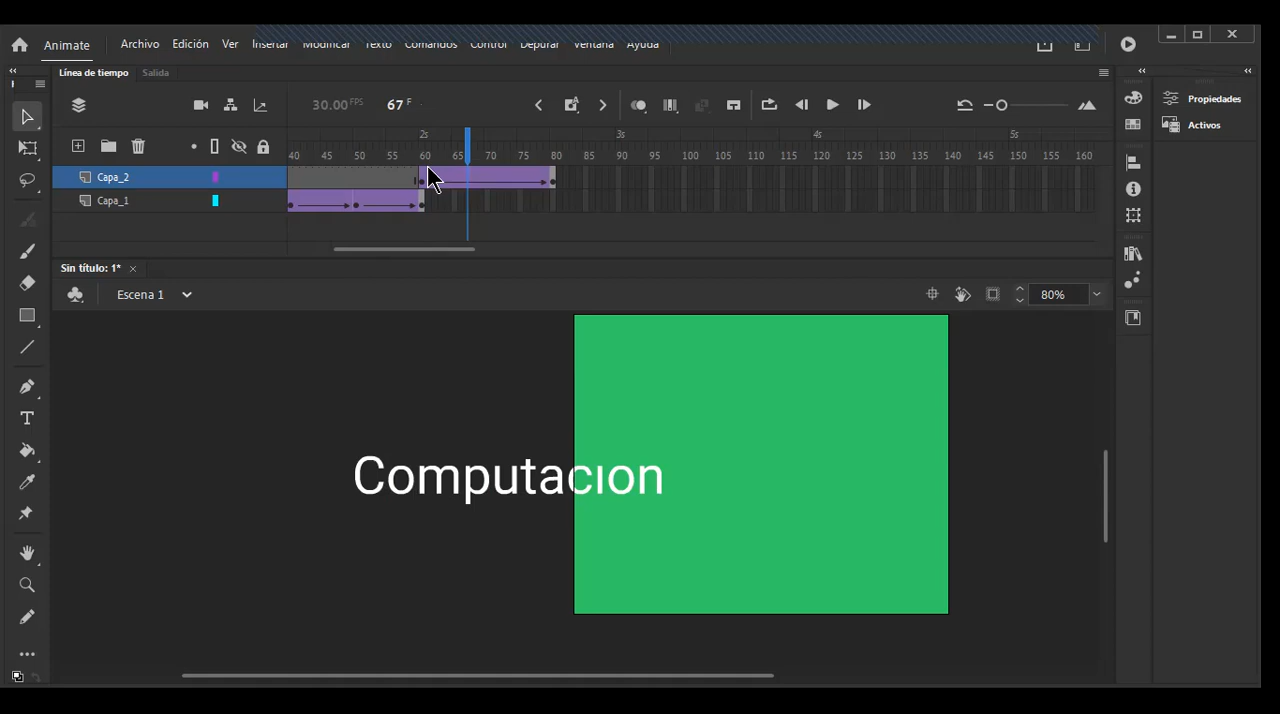 Animate Archivo Edición Ver Insertar Modificar Texto Comandos Control Depurar Ventana Ayuda
Línea de tiempo Salida
30.00 FPS 67 F
Propiedades
Activos
2s 3s 4s 5s
40 45 50 55 60 65 70 75 80 85 90 95 100 105 110 115 120 125 130 135 140 145 150 155 160
Capa_2
Capa_1
Sin título: 1*
Escena 1 80%
Computacıon